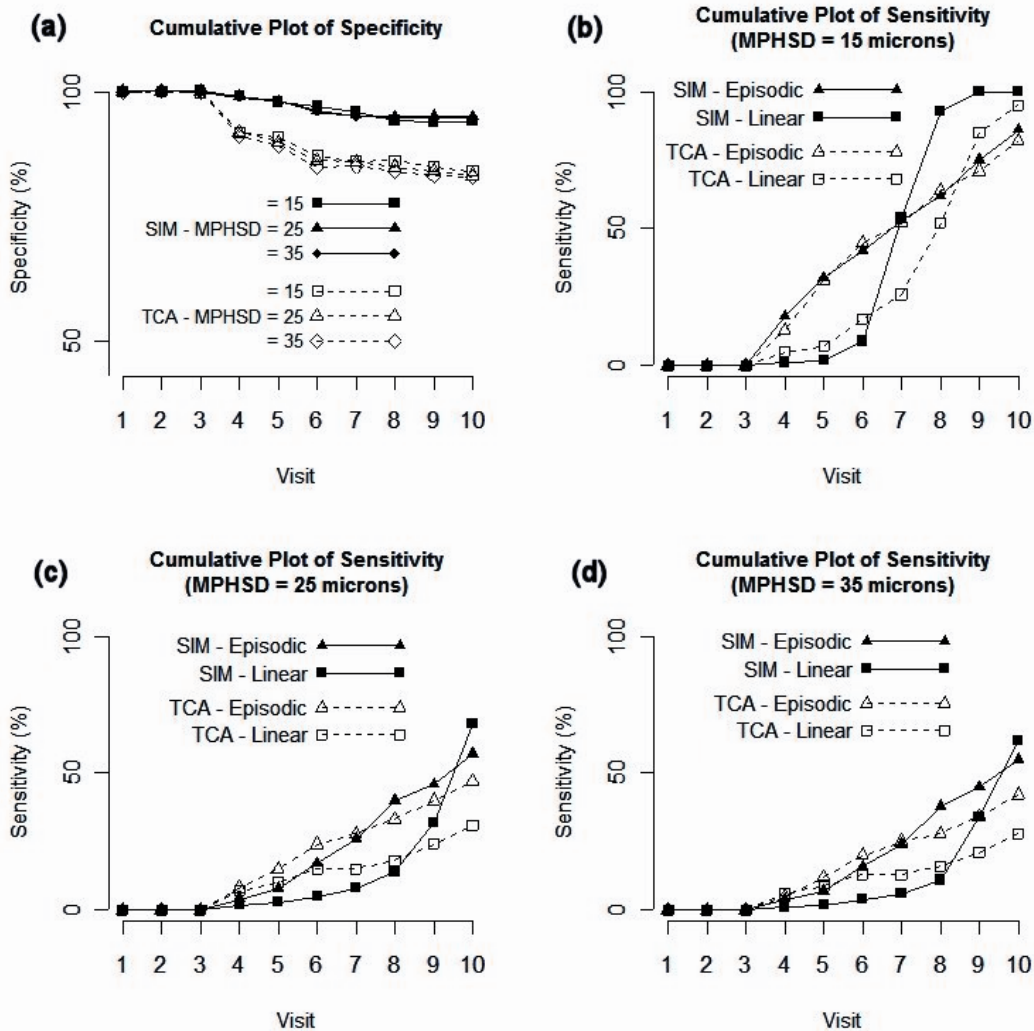 (a)
Cumulative Plot of Specificity
Specificity (%)
100
50
= 15
SIM - MPHSD = 25
= 35
= 15
TCA - MPHSD = 25
= 35
1 2 3 4 5 6 7 8 9 10
Visit
(b)
Cumulative Plot of Sensitivity
(MPHSD = 15 microns)
Sensitivity (%)
100
50
0
SIM - Episodic
SIM - Linear
TCA - Episodic
TCA - Linear
1 2 3 4 5 6 7 8 9 10
Visit
(c)
Cumulative Plot of Sensitivity
(MPHSD = 25 microns)
Sensitivity (%)
100
50
0
SIM - Episodic
SIM - Linear
TCA - Episodic
TCA - Linear
1 2 3 4 5 6 7 8 9 10
Visit
(d)
Cumulative Plot of Sensitivity
(MPHSD = 35 microns)
Sensitivity (%)
100
50
0
SIM - Episodic
SIM - Linear
TCA - Episodic
TCA - Linear
1 2 3 4 5 6 7 8 9 10
Visit